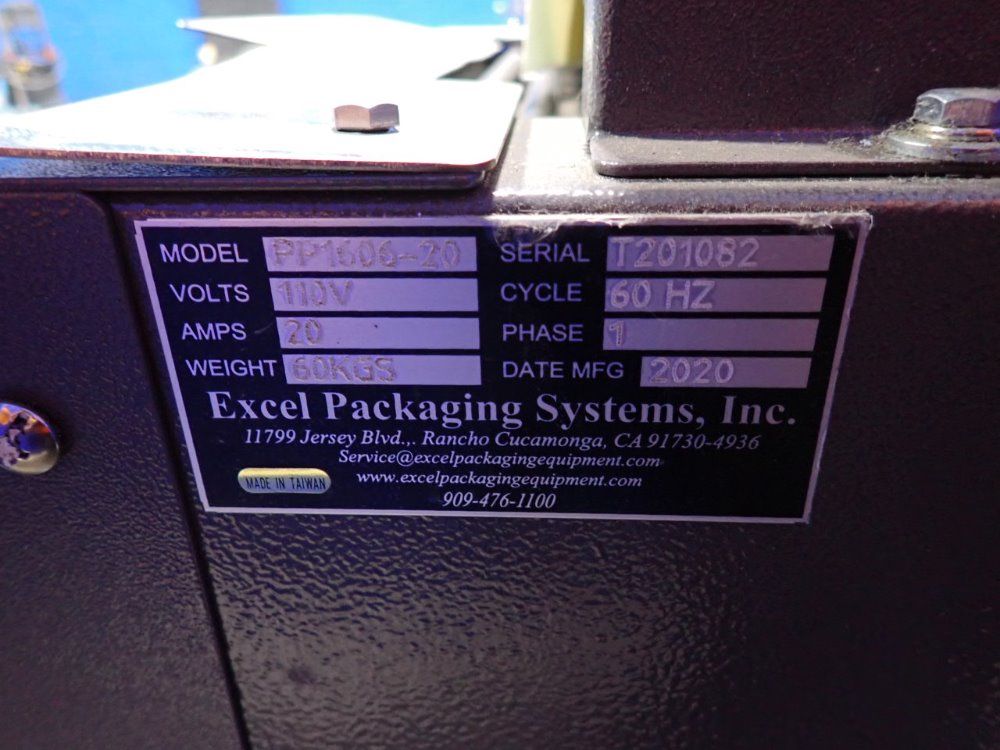 MODEL PP1606-20 SERIAL T201082
VOLTS 110V CYCLE 60 HZ
AMPS 20 PHASE 1
WEIGHT 60KGS DATE MFG 2020
Excel Packaging Systems, Inc.
11799 Jersey Blvd.,. Rancho Cucamonga, CA 91730-4936
Service@excelpackagingequipment.com
MADE IN TAIWAN www.excelpackagingequipment.com
909-476-1100